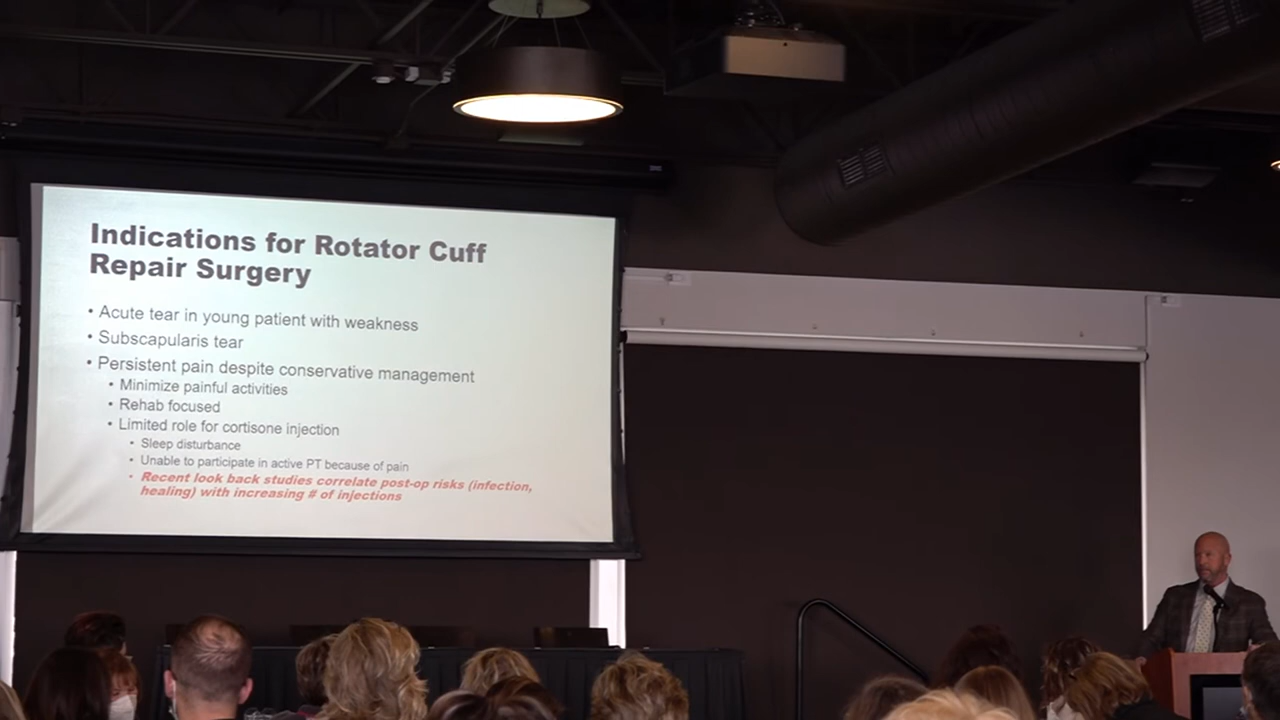 Indications for Rotator Cuff
Repair Surgery
• Acute tear in young patient with weakness
• Subscapularis tear
• Persistent pain despite conservative management
• Minimize painful activities
• Rehab focused
• Limited role for cortisone injection
• Sleep disturbance
• Unable to participate in active PT because of pain
• Recent look back studies correlate post-op risks (infection,
healing) with increasing # of injections